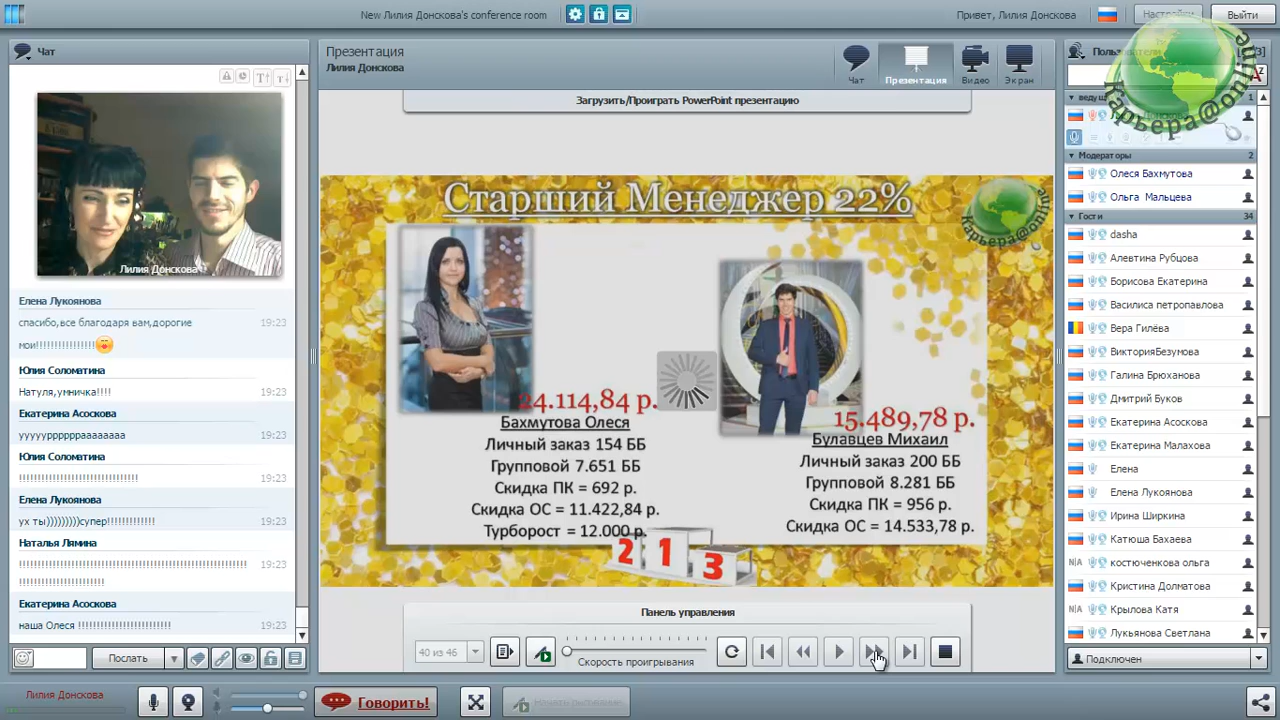 New Лилия Донскова's conference room
Привет, Лилия Донскова
Настройки
Выйти
Чат
Лилия Донскова
Елена Лукоянова
спасибо,все благодаря вам,дорогие
мои!!!!!!!!!!!!!!!!!
19:23
Юлия Соломатина
Натуля,умничка!!!!
19:23
Екатерина Асоскова
ууууурррррраааааааа
19:23
Юлия Соломатина
!!!!!!!!!!!!!!!!!!!!!!!!!!!!!!!!!!
19:23
Елена Лукоянова
ух ты)))))))))супер!!!!!!!!!!!!!
19:23
Наталья Лямина
19:23
Екатерина Асоскова
наша Олеся !!!!!!!!!!!!!!!!!!!!!!!!!!
19:23
Послать
Презентация
Лилия Донскова
Чат
Презентация
Видео
Экран
Загрузить/Проиграть PowerPoint презентацию
Старший Менеджер 22%
карьера@online
24.114,84 р.
Бахмутова Олеся
Личный заказ 154 ББ
Групповой 7.651 ББ
Скидка ПК = 692 р.
Скидка ОС = 11.422,84 р.
Турборост = 12.000 р.
15.489,78 р.
Булавцев Михаил
Личный заказ 200 ББ
Групповой 8.281 ББ
Скидка ПК = 956 р.
Скидка ОС = 14.533,78 р.
2 1 3
Панель управления
40 из 46
Скорость проигрывания
карьера@online
Модераторы 2
Олеся Бахмутова
Ольга Мальцева
Гости 34
dasha
Алевтина Рубцова
Борисова Екатерина
Василиса петропавлова
Вера Гилёва
ВикторияБезумова
Галина Брюханова
Дмитрий Буков
Екатерина Асоскова
Екатерина Малахова
Елена
Елена Лукоянова
Ирина Ширкина
Катюша Бахаева
N/A костюченкова ольга
Кристина Долматова
N/A Крылова Катя
Лукьянова Светлана
Подключен
Лилия Донскова
Говорить!